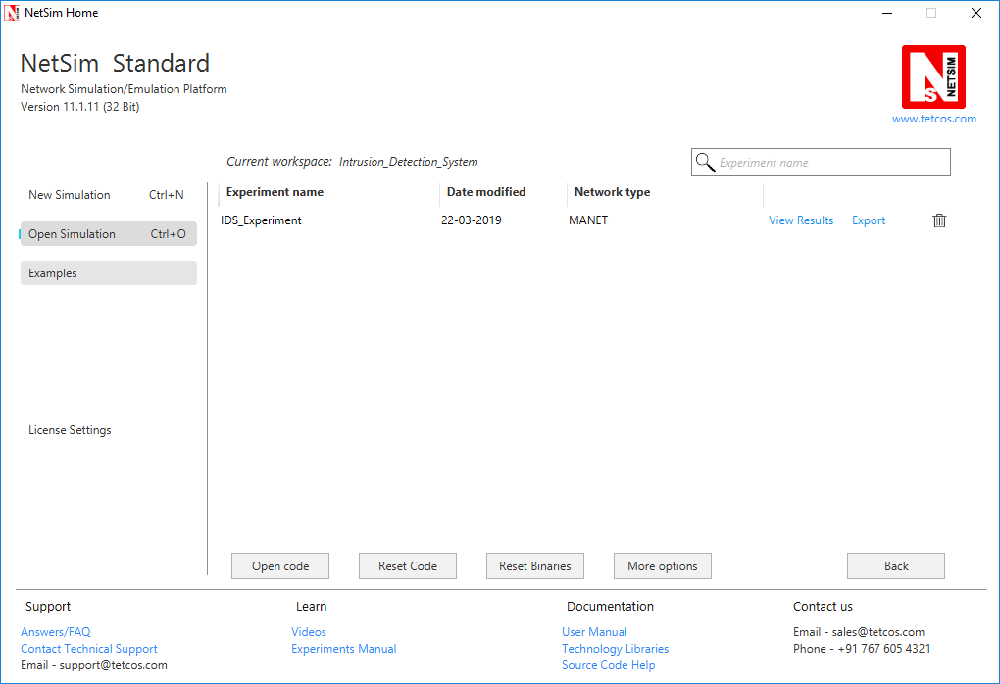 NetSim Home
NetSim Standard
Network Simulation/Emulation Platform
Version 11.1.11 (32 Bit)
NS NETSIM
www.tetcos.com
Current workspace: Intrusion_Detection_System
Experiment name
New Simulation Ctrl+N
Open Simulation Ctrl+O
Examples
License Settings
Experiment name Date modified Network type
IDS_Experiment 22-03-2019 MANET View Results Export
Open code Reset Code Reset Binaries More options Back
Support
Answers/FAQ
Contact Technical Support
Email - support@tetcos.com
Learn
Videos
Experiments Manual
Documentation
User Manual
Technology Libraries
Source Code Help
Contact us
Email - sales@tetcos.com
Phone - +91 767 605 4321